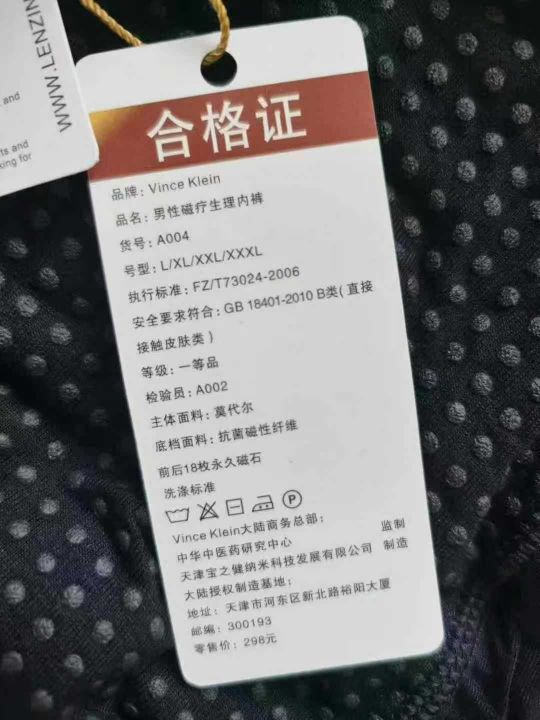 WWW.LENZIN
and
ts and
king for
合格证
品牌: Vince Klein
品名: 男性磁疗生理内裤
货号: A004
号型: L/XL/XXL/XXXL
执行标准: FZ/T73024-2006
安全要求符合: GB 18401-2010 B类( 直接
接触皮肤类 )
等级: 一等品
检验员: A002
主体面料: 莫代尔
底档面料: 抗菌磁性纤维
前后18枚永久磁石
洗涤标准
P
Vince Klein大陆商务总部:
中华中医药研究中心 监制
天津宝之健纳米科技发展有限公司 制造
大陆授权制造基地:
地址: 天津市河东区新北路裕阳大厦
邮编: 300193
零售价: 298元